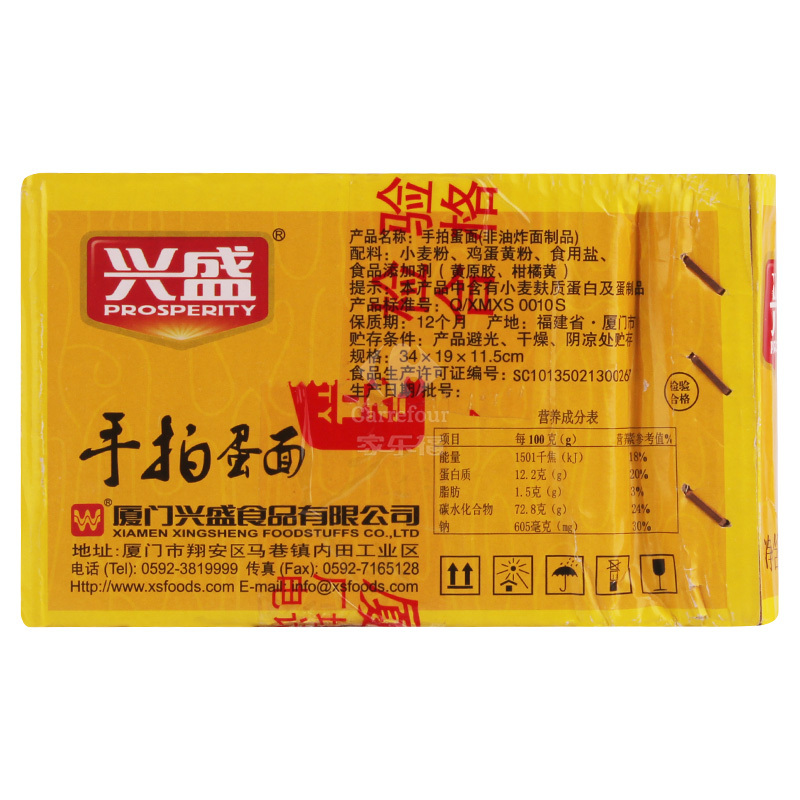 兴盛®
PROSPERITY
手拍蛋面
®厦门兴盛食品有限公司
XIAMEN XINGSHENG FOODSTUFFS CO.,LTD
地址: 厦门市翔安区马巷镇内田工业区
电话 (Tel): 0592-3819999 传真 (Fax): 0592-7165128
Http://www.xsfoods.com E-mail: info@xsfoods.com
验格
产品名称: 手拍蛋面(非油炸面制品)
配料: 小麦粉、鸡蛋黄粉、食用盐、
食品添加剂 (黄原胶、柑橘黄)
提示: 本产品中含有小麦麸质蛋白及蛋制品
产品标准号: Q/XMXS 0010S
保质期: 12个月 产地: 福建省·厦门市
贮存条件: 产品避光、干燥、阴凉处贮存
规格: 34×19×11.5cm
食品生产许可证编号: SC1013502130026
生产日期/批号:
检验
合格
Carrefour
家乐福
营养成分表
项目 每100克(g) 营养素参考值%
能量 1501千焦(kJ) 18%
蛋白质 12.2克(g) 20%
脂肪 1.5克(g) 3%
碳水化合物 72.8克(g) 24%
钠 605毫克(mg) 30%
厂
电
厦